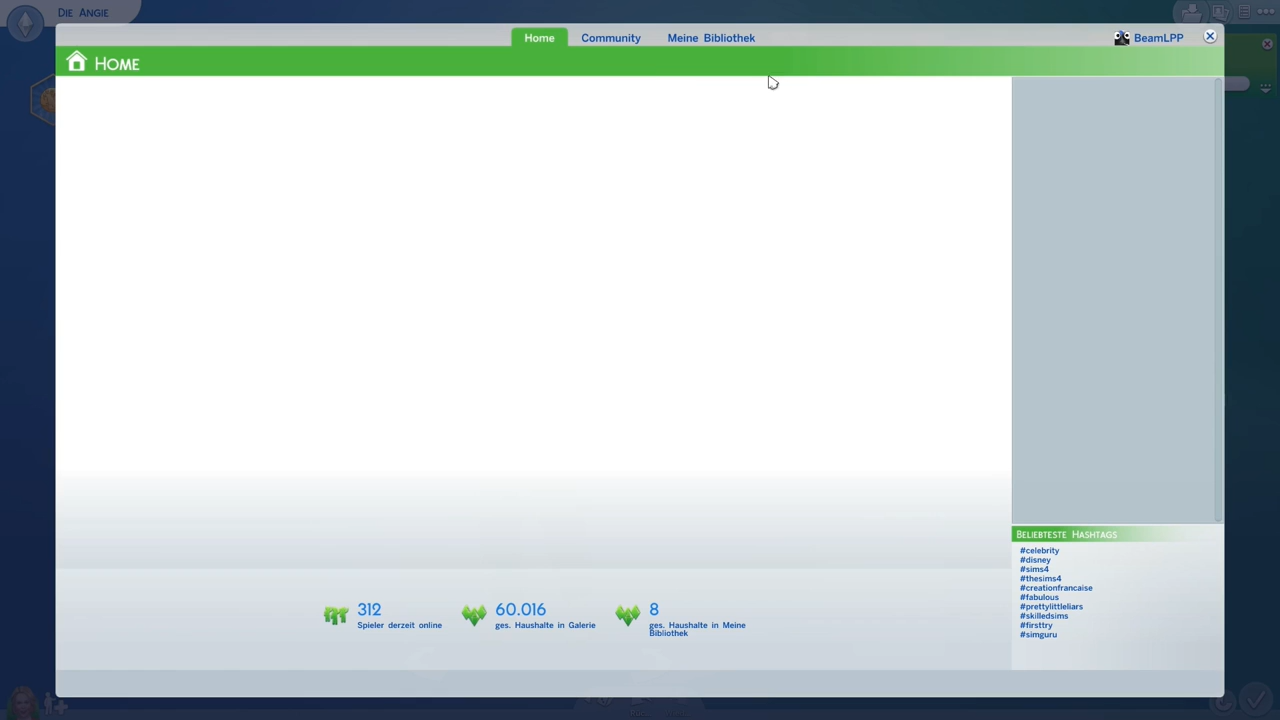 DIE ANGIE
Home
Community
Meine Bibliothek
BeamLPP
HOME
BELIEBTESTE HASHTAGS
#celebrity
#disney
#sims4
#thesims4
#creationfrancaise
#fabulous
#prettylittleliars
#skilledsims
#firsttry
#simguru
312
Spieler derzeit online
60.016
ges. Haushalte in Galerie
8
ges. Haushalte in Meine
Bibliothek